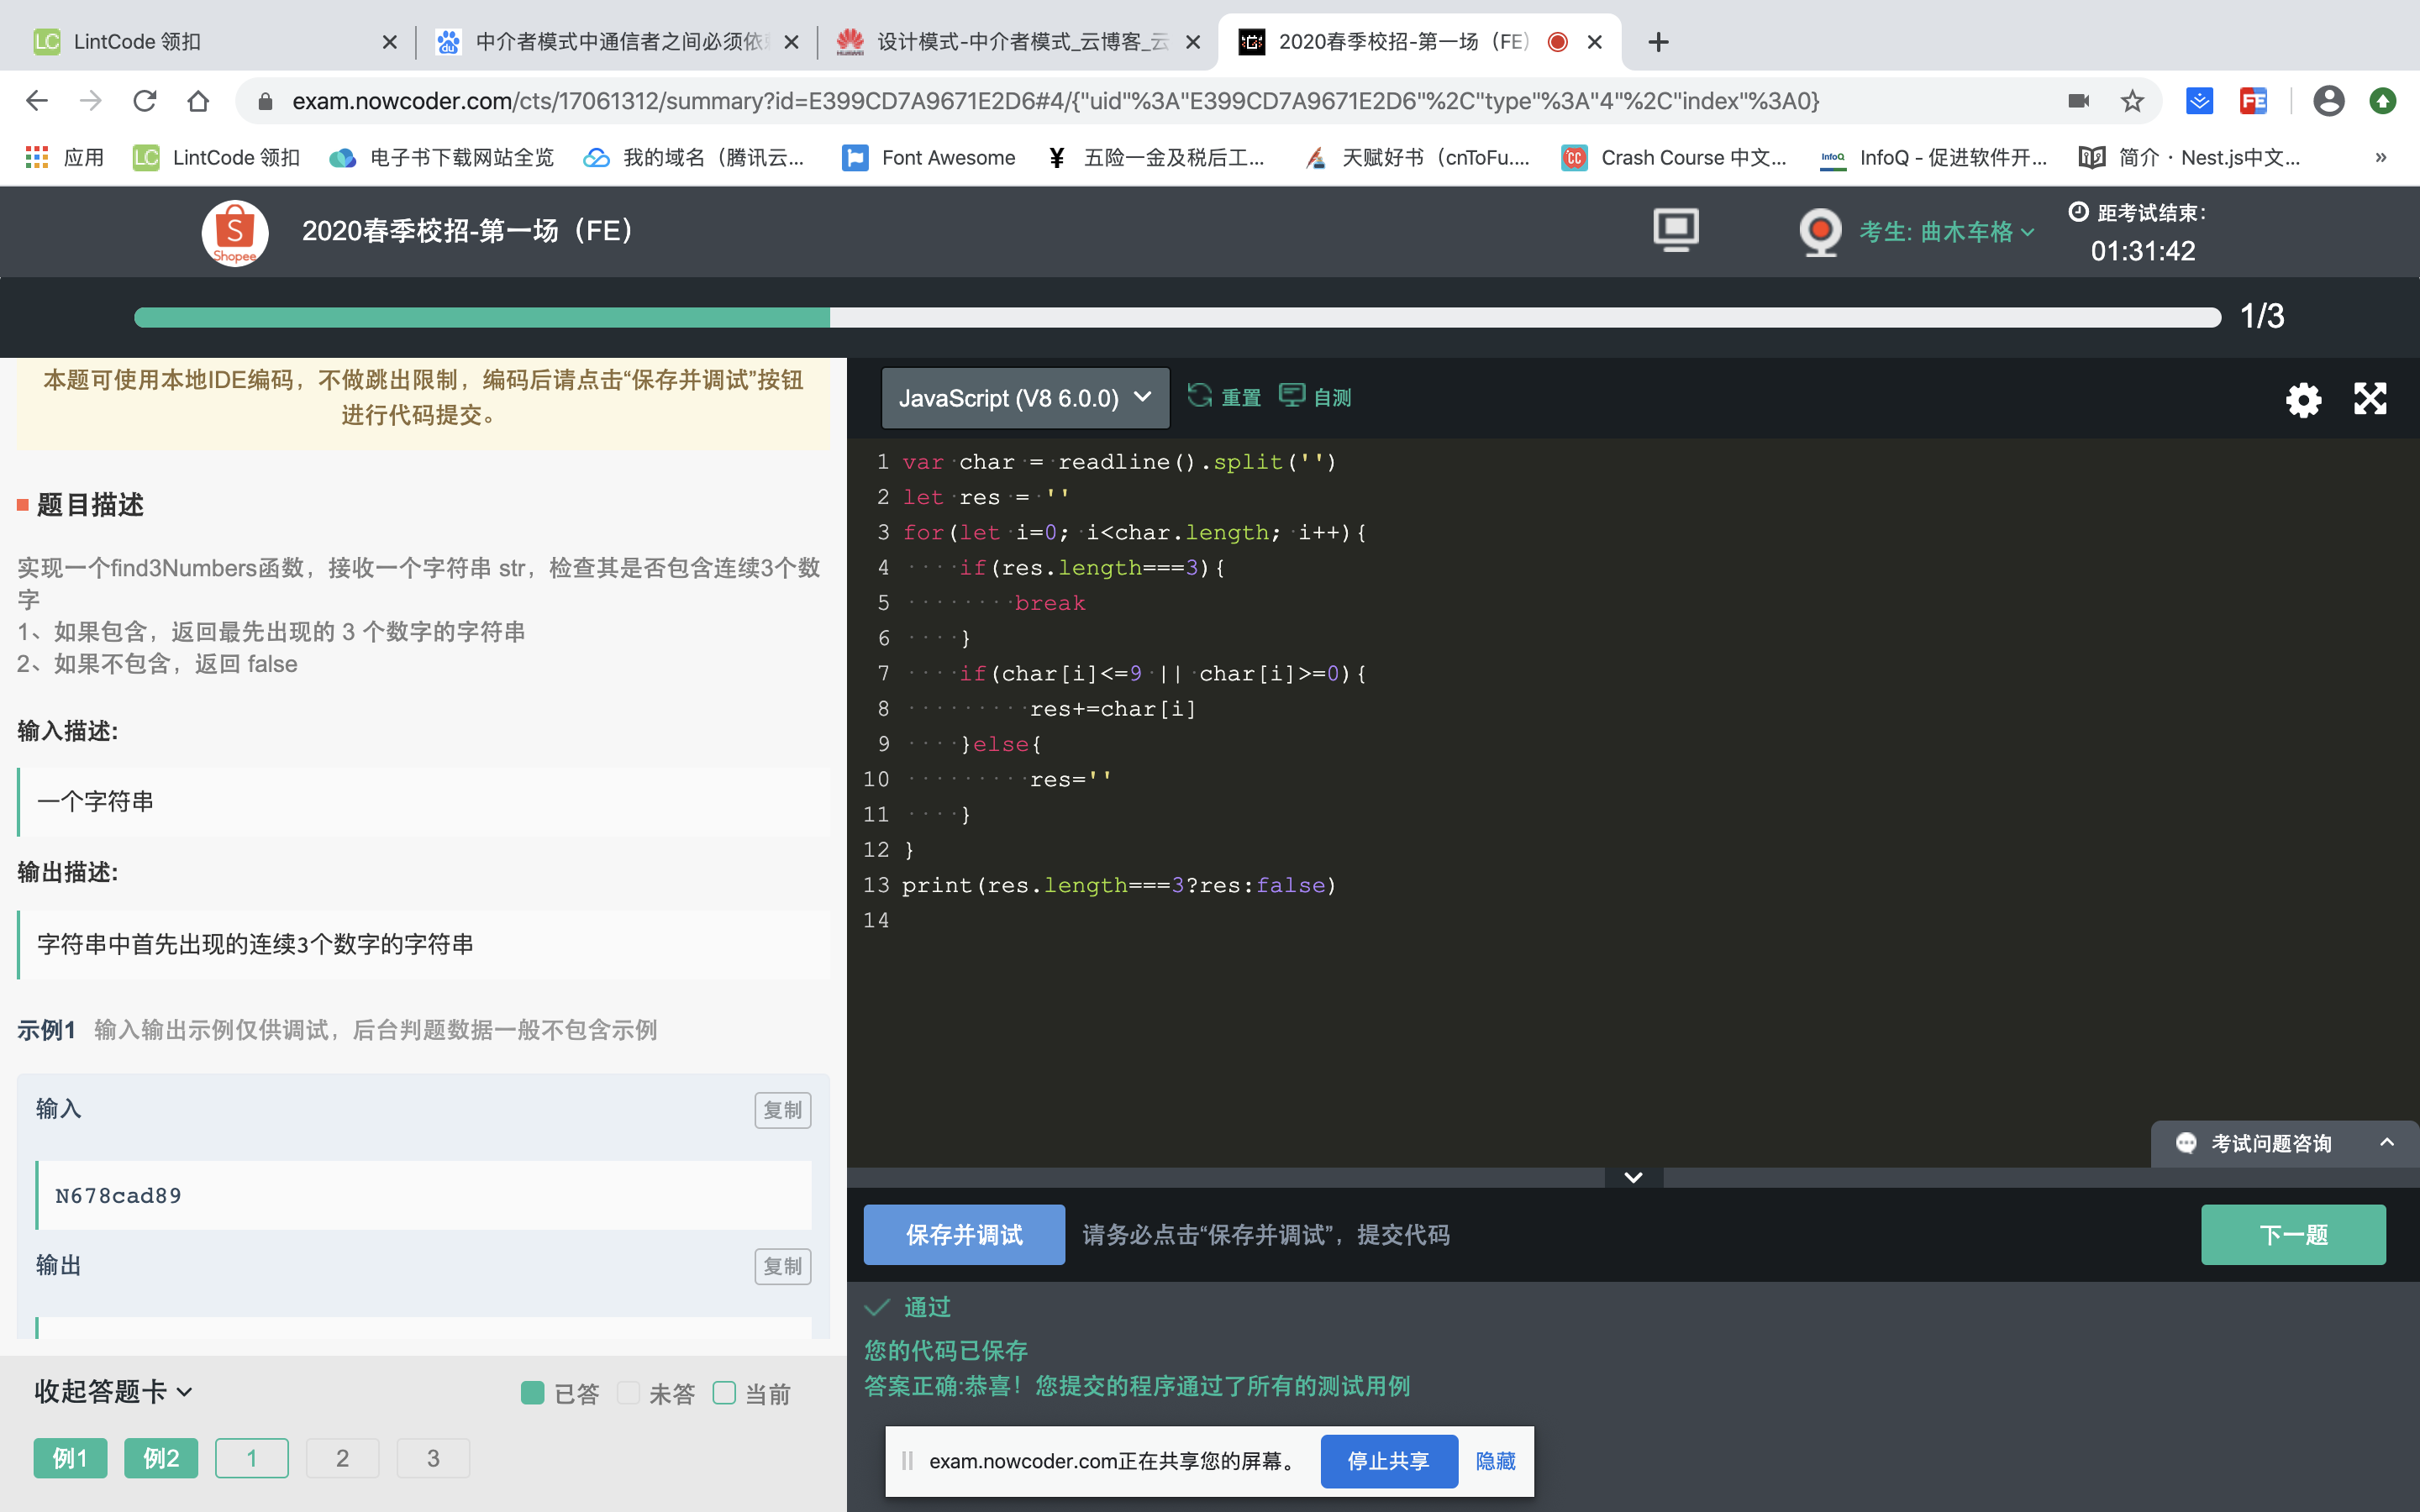 LC LintCode 领扣
du 中介者模式中通信者之间必须依
设计模式-中介者模式_云博客_云
2020春季校招-第一场（FE）
exam.nowcoder.com/cts/17061312/summary?id=E399CD7A9671E2D6#4/{"uid"%3A"E399CD7A9671E2D6"%2C"type"%3A"4"%2C"index"%3A0}
FE
应用
LC LintCode 领扣
电子书下载网站全览
我的域名（腾讯云...
Font Awesome
¥ 五险一金及税后工...
天赋好书（cnToFu....
CC Crash Course 中文...
InfoQ InfoQ - 促进软件开...
简介 · Nest.js中文...
»
S Shopee
2020春季校招-第一场（FE）
考生: 曲木车格
距考试结束:
01:31:42
1/3
本题可使用本地IDE编码，不做跳出限制，编码后请点击“保存并调试”按钮
进行代码提交。
题目描述
实现一个find3Numbers函数，接收一个字符串 str，检查其是否包含连续3个数
字
1、如果包含，返回最先出现的 3 个数字的字符串
2、如果不包含，返回 false
输入描述:
一个字符串
输出描述:
字符串中首先出现的连续3个数字的字符串
示例1 输入输出示例仅供调试，后台判题数据一般不包含示例
输入 复制
N678cad89
输出 复制
收起答题卡
已答 未答 当前
例1 例2 1 2 3
JavaScript (V8 6.0.0) 重置 自测
1 var char = readline().split('')
2 let res = ''
3 for(let i=0; i<char.length; i++){
4 if(res.length===3){
5 break
6 }
7 if(char[i]<=9 || char[i]>=0){
8 res+=char[i]
9 }else{
10 res=''
11 }
12 }
13 print(res.length===3?res:false)
14
考试问题咨询
保存并调试 请务必点击“保存并调试”，提交代码 下一题
通过
您的代码已保存
答案正确:恭喜！您提交的程序通过了所有的测试用例
exam.nowcoder.com正在共享您的屏幕。 停止共享 隐藏